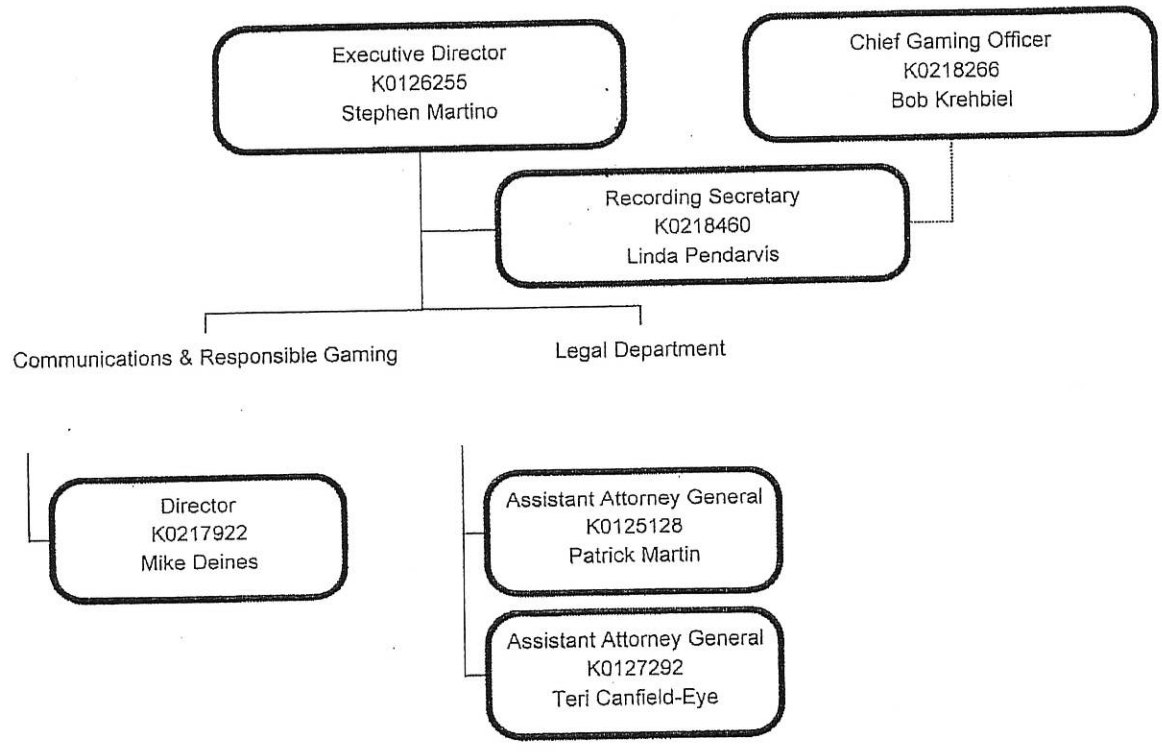 Executive Director
K0126255
Stephen Martino
Chief Gaming Officer
K0218266
Bob Krehbiel
Recording Secretary
K0218460
Linda Pendarvis
Communications & Responsible Gaming
Legal Department
Director
K0217922
Mike Deines
Assistant Attorney General
K0125128
Patrick Martin
Assistant Attorney General
K0127292
Teri Canfield-Eye